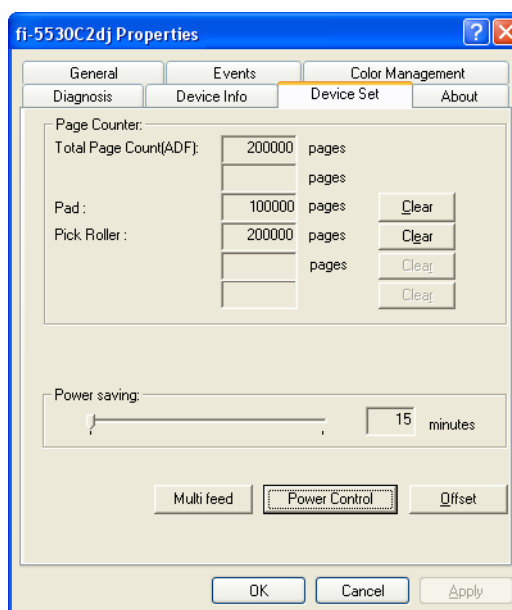 fi-5530C2dj Properties
General Events Color Management
Diagnosis Device Info Device Set About
Page Counter:
Total Page Count(ADF): 200000 pages
pages
Pad : 100000 pages Clear
Pick Roller : 200000 pages Clear
pages Clear
Clear
Power saving:
15 minutes
Multi feed Power Control Offset
OK Cancel Apply